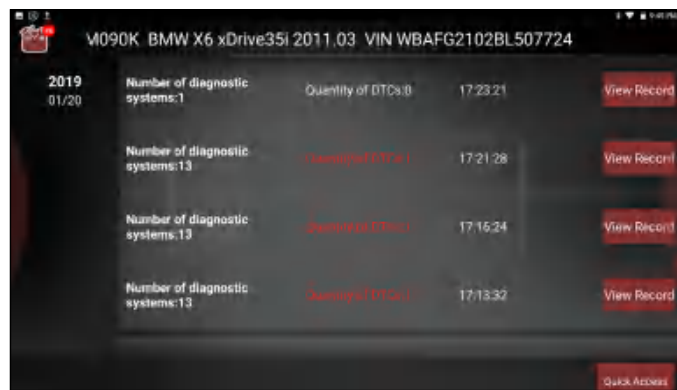 M090K BMW X6 xDrive35i 2011.03 VIN WBAFG2102BL507724
2019
01/20
Number of diagnostic
systems:1
Quantity of DTCs:0
17:23:21
View Record
Number of diagnostic
systems:13
17:21:28
View Record
Number of diagnostic
systems:13
17:16:24
View Record
Number of diagnostic
systems:13
17:13:32
View Record
Quick Access